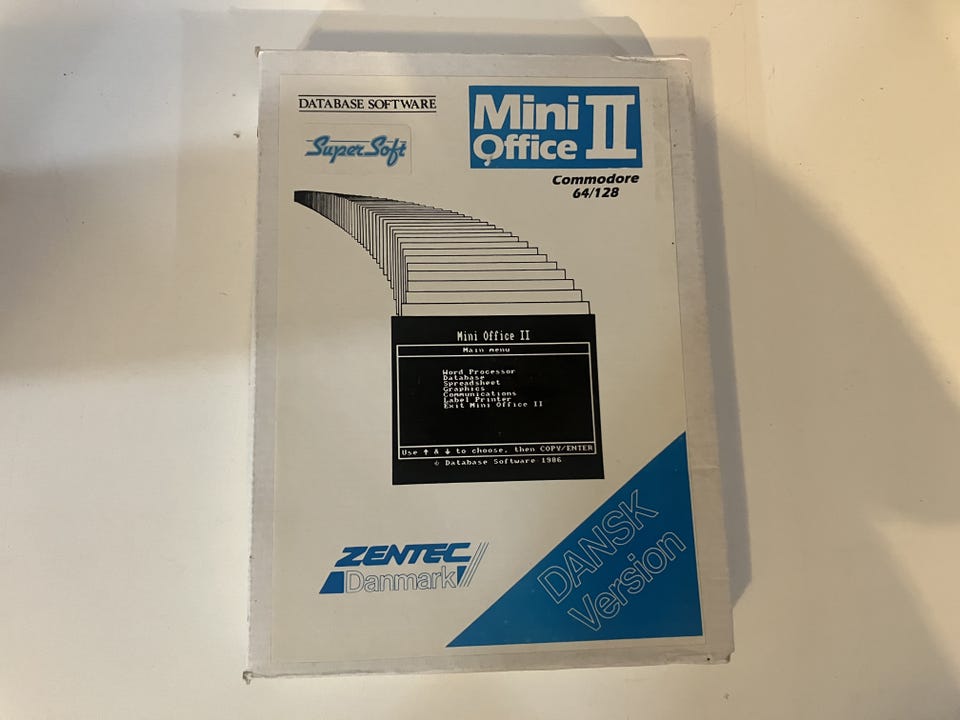 DATABASE SOFTWARE
Super Soft
Mini Office II
Commodore
64/128
Mini Office II
Main menu
Word Processor
Database
Spreadsheet
Graphics
Communications
Label Printer
Exit Mini Office II
Use ↑ & ↓ to choose, then COPY/ENTER
© Database Software 1986
ZENTEC
Danmark
DANSK
Version